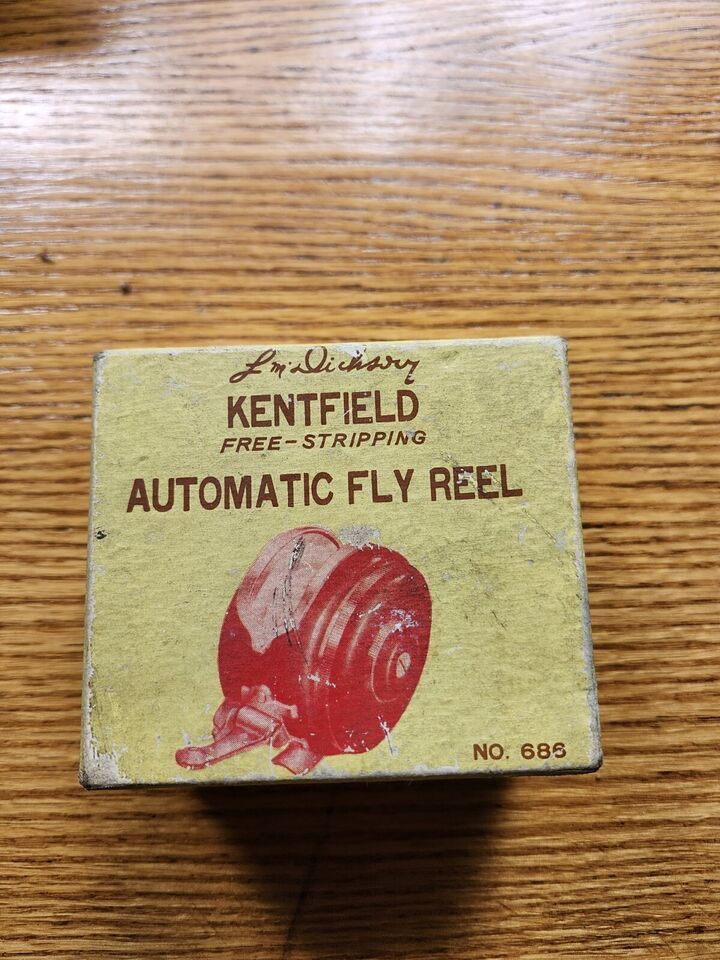 L. M. Dickson
KENTFIELD
FREE-STRIPPING
AUTOMATIC FLY REEL
NO. 686